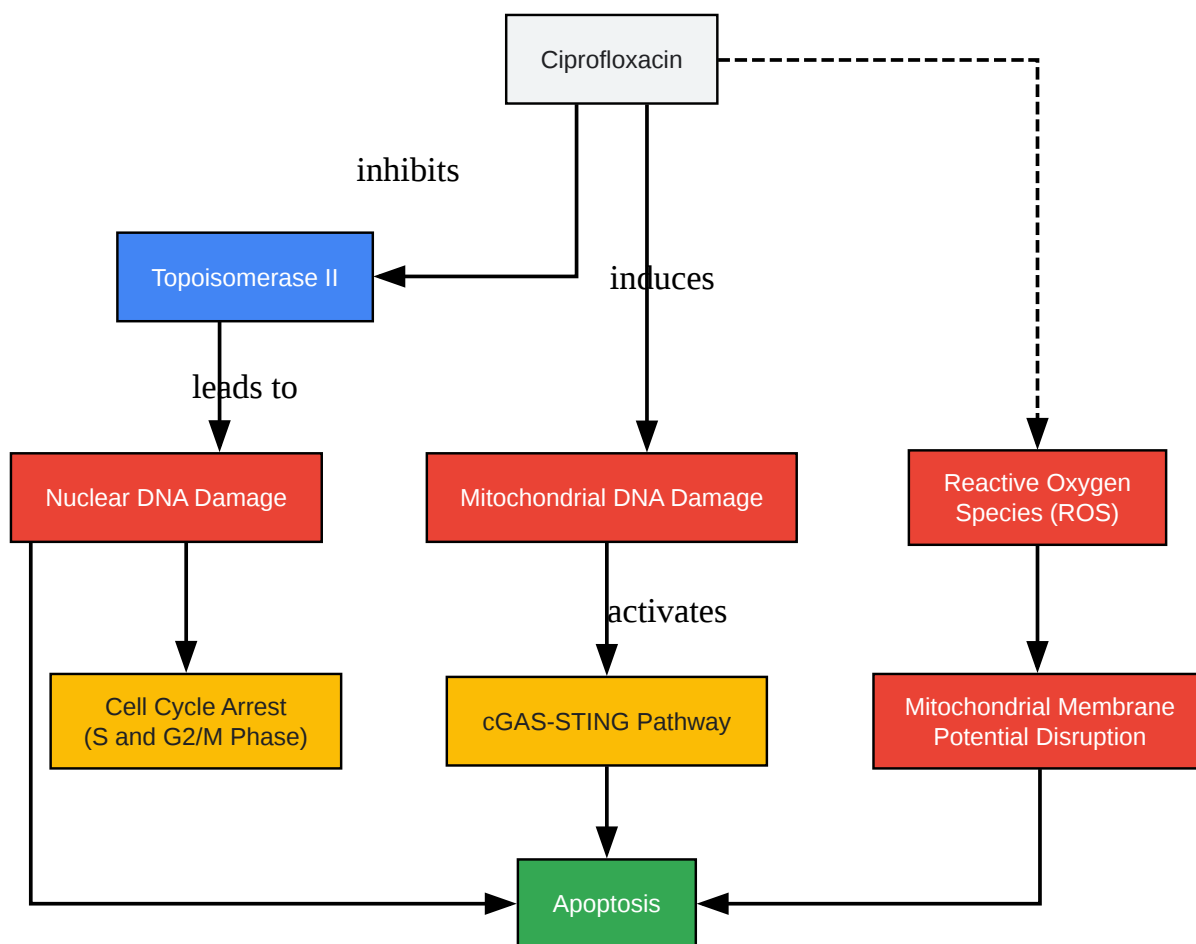 Ciprofloxacin
inhibits
Topoisomerase II
induces
leads to
Nuclear DNA Damage
Mitochondrial DNA Damage
Reactive Oxygen
Species (ROS)
activates
Cell Cycle Arrest
(S and G2/M Phase)
cGAS-STING Pathway
Mitochondrial Membrane
Potential Disruption
Apoptosis